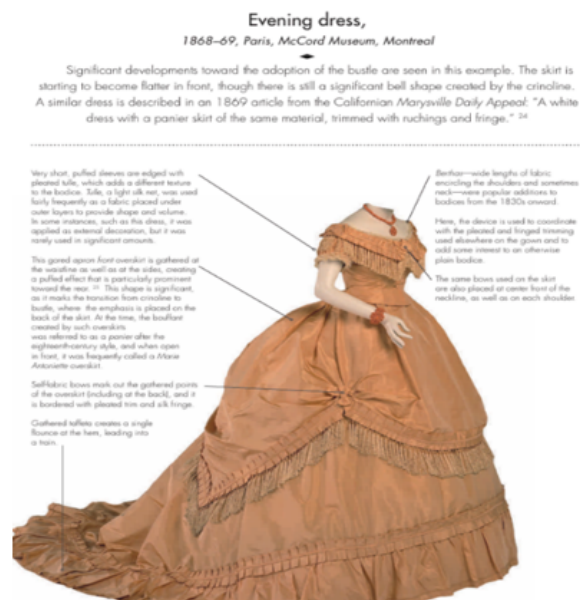 Evening dress,
1868–69, Paris, McCord Museum, Montreal
Significant developments toward the adoption of the bustle are seen in this example. The skirt is
starting to become flatter in front, though there is still a significant bell shape created by the crinoline.
A similar dress is described in an 1869 article from the Californian Marysville Daily Appeal: “A white
dress with a panier skirt of the same material, trimmed with ruchings and fringe.” 24
Very short, puffed sleeves are edged with
pleated tulle, which adds a different texture
to the bodice. Tulle, a light silk net, was used
fairly frequently as a fabric placed under
outer layers to provide shape and volume.
In some instances, such as this dress, it was
applied as external decoration, but it was
rarely used in significant amounts.
This gored apron front overskirt is gathered at
the waistline as well as at the sides, creating
a puffed effect that is particularly prominent
toward the rear. 25 This shape is significant,
as it marks the transition from crinoline to
bustle, where the emphasis is placed on the
back of the skirt. At the time, the bouffant
created by such overskirts
was referred to as a panier after the
eighteenth-century style, and when open
in front, it was frequently called a Marie
Antoinette overskirt.
Self-fabric bows mark out the gathered points
of the overskirt (including at the back), and it
is bordered with pleated trim and silk fringe.
Gathered taffeta creates a single
flounce at the hem, leading into
a train.
Berthas—wide lengths of fabric
encircling the shoulders and sometimes
neck—were popular additions to
bodices from the 1830s onward.
Here, the device is used to coordinate
with the pleated and fringed trimming
used elsewhere on the gown and to
add some interest to an otherwise
plain bodice.
The same bows used on the skirt
are also placed at center front of the
neckline, as well as on each shoulder